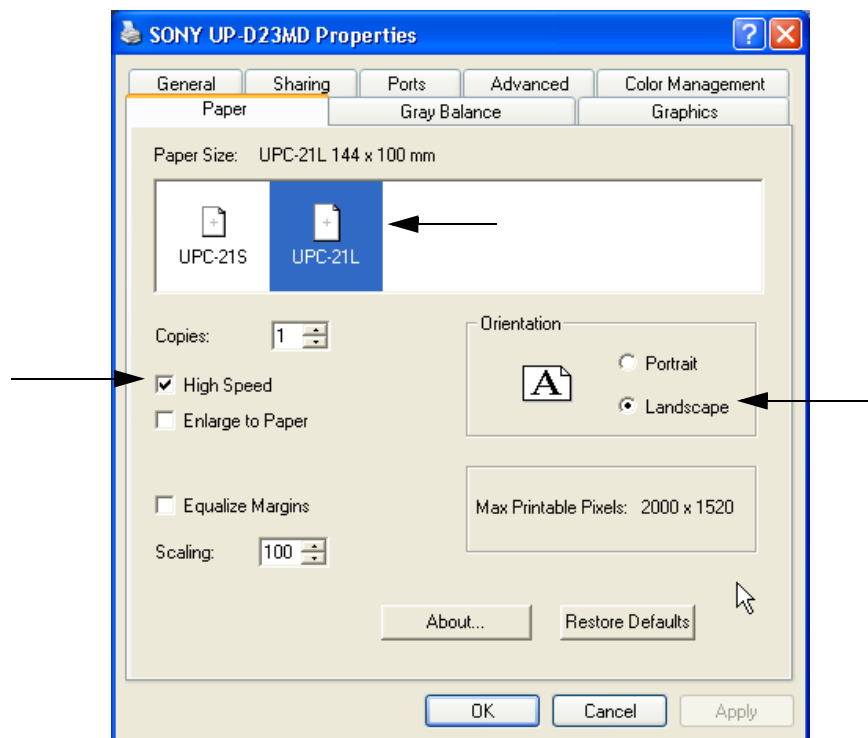 SONY UP-D23MD Properties
?
General Sharing Ports Advanced Color Management
Paper Gray Balance Graphics
Paper Size: UPC-21L 144 x 100 mm
UPC-21S UPC-21L
Copies: 1
Orientation
A
Portrait
High Speed
Landscape
Enlarge to Paper
Equalize Margins
Max Printable Pixels: 2000 x 1520
Scaling: 100
About... Restore Defaults
OK Cancel Apply